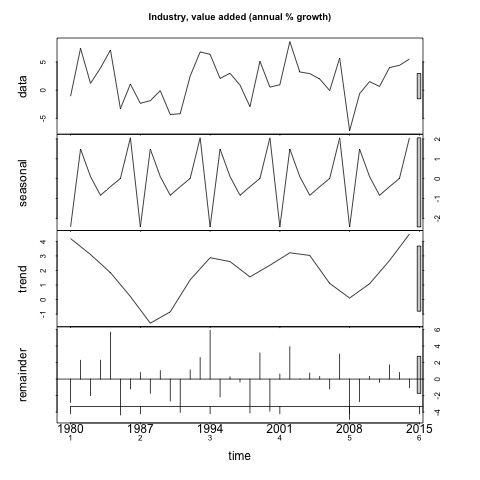 Industry, value added (annual % growth)
data
-5 0 5
seasonal
-2 -1 0 1 2
trend
-1 0 1 2 3 4
remainder
-4 -2 0 2 4 6
1980 1987 1994 2001 2008 2015
1 2 3 4 5 6
time